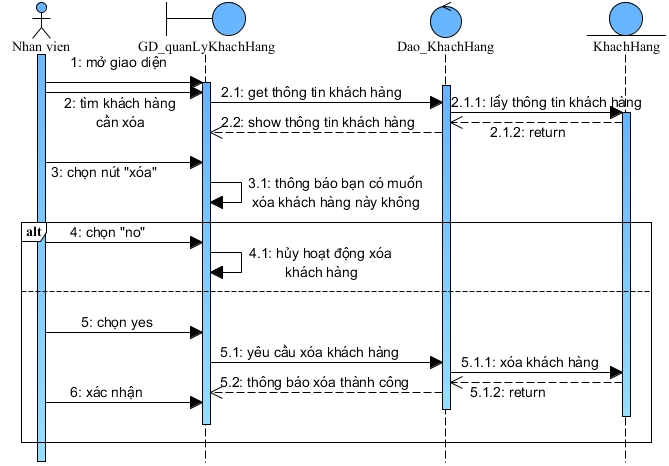 Nhan vien
GD_quanLyKhachHang
Dao_KhachHang
KhachHang
1: mở giao diện
2: tìm khách hàng
cần xóa
2.1: get thông tin khách hàng
2.1.1: lấy thông tin khách hàng
2.1.2: return
2.2: show thông tin khách hàng
3: chọn nút "xóa"
3.1: thông báo bạn có muốn
xóa khách hàng này không
alt
4: chọn "no"
4.1: hủy hoạt động xóa
khách hàng
5: chọn yes
5.1: yêu cầu xóa khách hàng
5.1.1: xóa khách hàng
5.1.2: return
5.2: thông báo xóa thành công
6: xác nhận